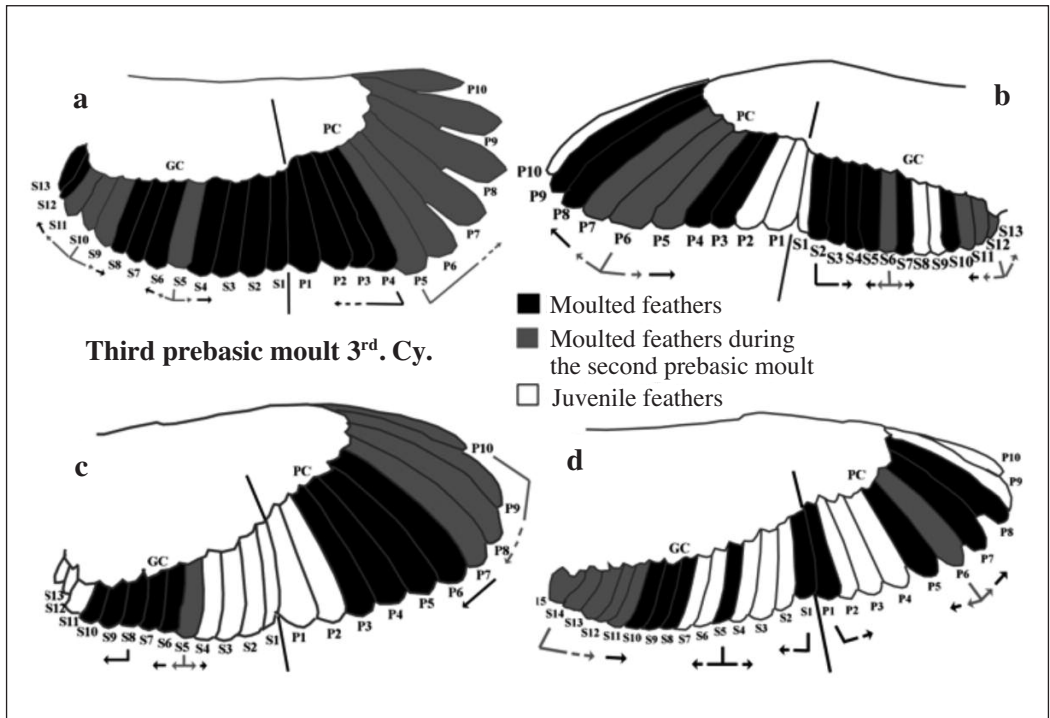 a
P10
P9
P8
P7
P6
P5
PC
GC
S13
S12
S11
S10
S9
S8
S7
S6
S5
S4
S3
S2
S1
P1
P2
P3
P4
b
PC
GC
P10
P9
P8
P7
P6
P5
P4
P3
P2
P1
S1
S2
S3
S4
S5
S6
S7
S8
S9
S10
S11
S12
S13
Third prebasic moult 3rd. Cy.
Moulted feathers
Moulted feathers during
the second prebasic moult
Juvenile feathers
c
PC
GC
P10
P9
P8
P7
P6
P5
P4
P3
P2
P1
S1
S2
S3
S4
S5
S6
S7
S8
S9
S10
S11
S12
S13
d
PC
GC
P10
P9
P8
P7
P6
P5
P4
P3
P2
P1
S1
S2
S3
S4
S5
S6
S7
S8
S9
S10
S11
S12
S13
S14
15